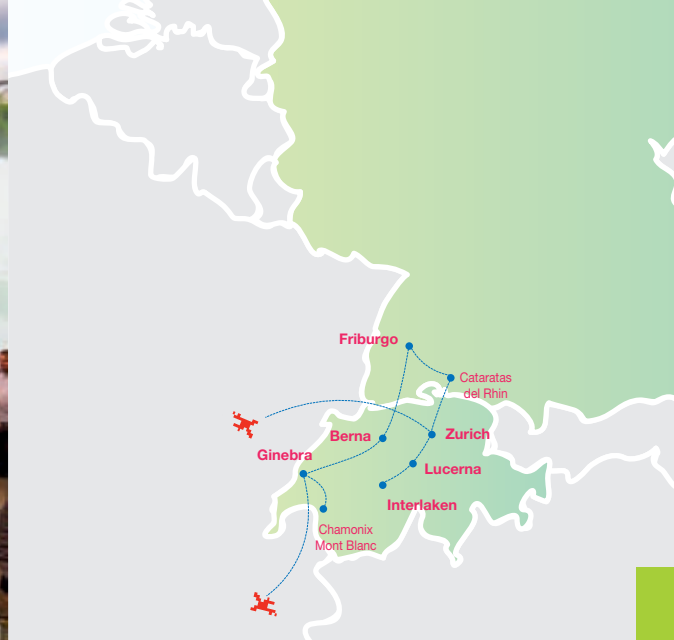 Friburgo
Cataratas
del Rhin
Berna
Zurich
Ginebra
Lucerna
Interlaken
Chamonix
Mont Blanc